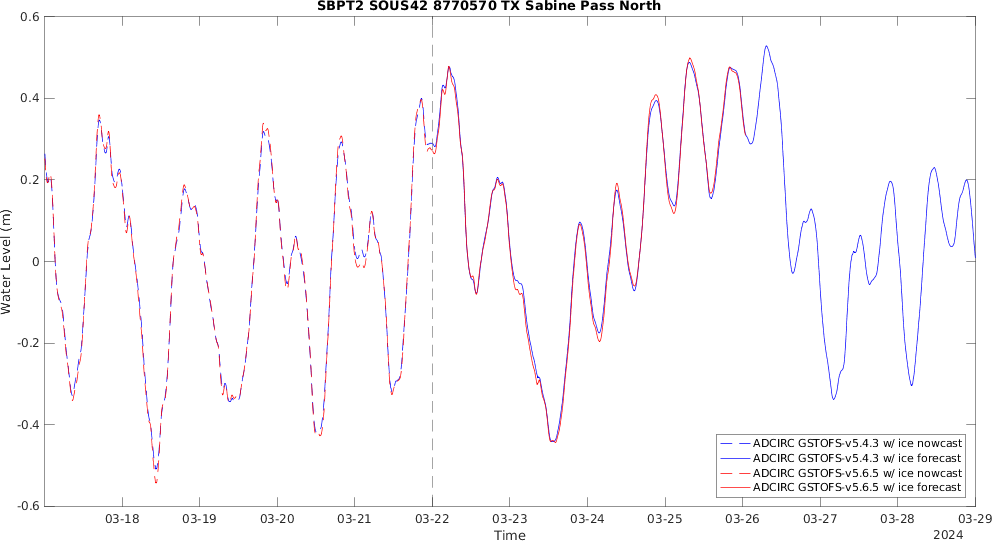 SBPT2 SOUS42 8770570 TX Sabine Pass North
Water Level (m)
0.6
0.4
0.2
0
-0.2
-0.4
-0.6
ADCIRC GSTOFS-v5.4.3 w/ ice nowcast
ADCIRC GSTOFS-v5.4.3 w/ ice forecast
ADCIRC GSTOFS-v5.6.5 w/ ice nowcast
ADCIRC GSTOFS-v5.6.5 w/ ice forecast
03-18 03-19 03-20 03-21 03-22 03-23 03-24 03-25 03-26 03-27 03-28 03-29
Time
2024